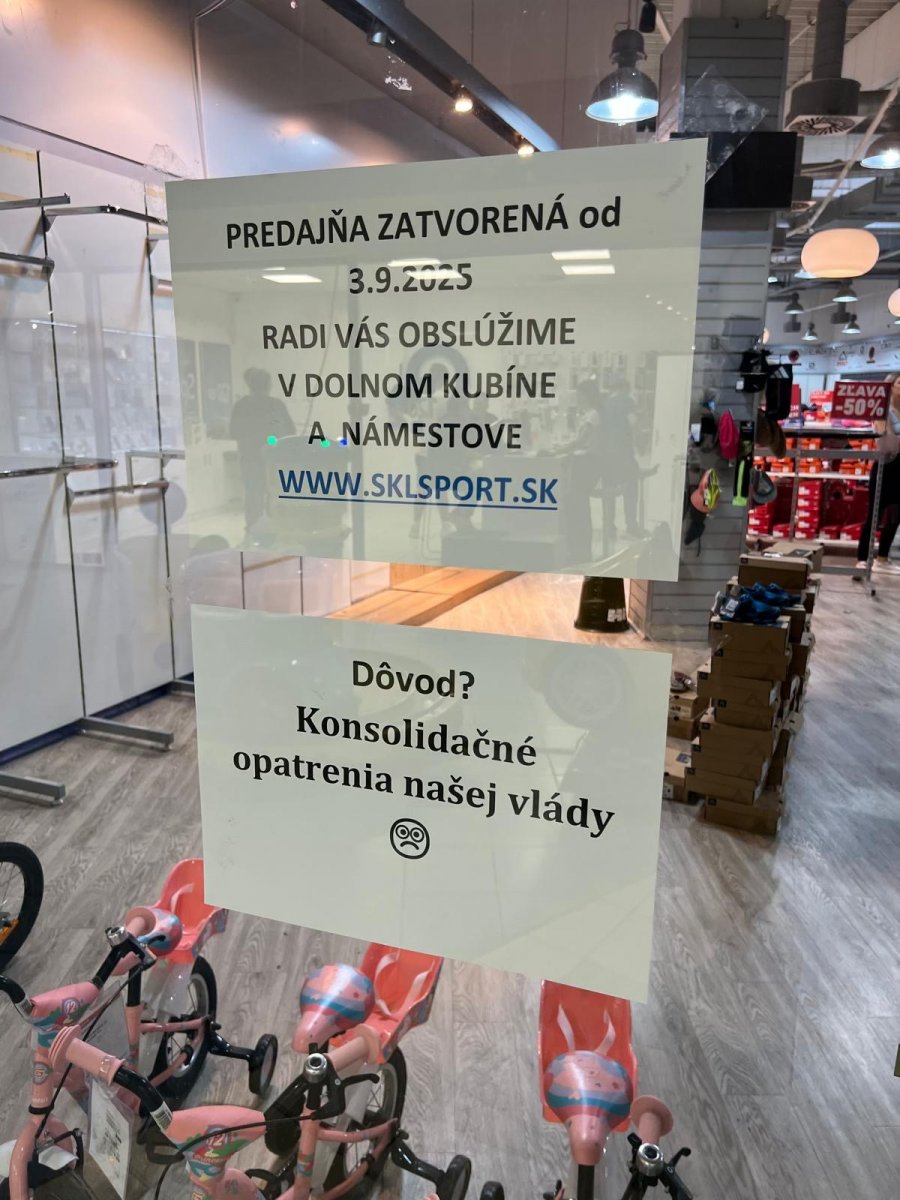 PREDAJŇA ZATVORENÁ od
3.9.2025
RADI VÁS OBSLÚŽIME
V DOLNOM KUBÍNE
A NÁMESTOVE
WWW.SKLSPORT.SK
Dôvod?
Konsolidačné
opatrenia našej vlády
ZĽAVA
-50%